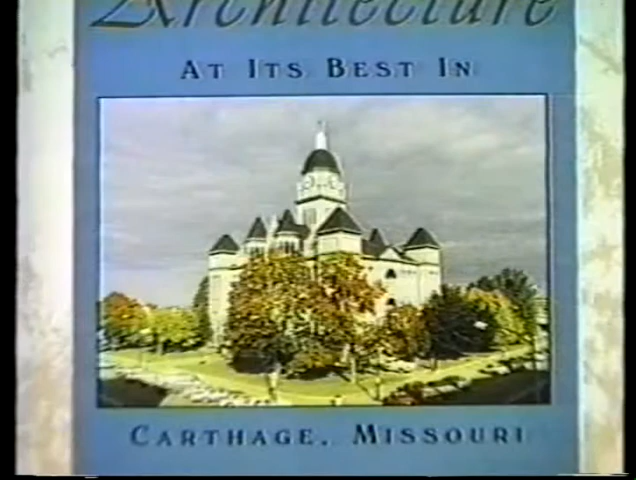 Architecture
At Its Best In
Carthage, Missouri